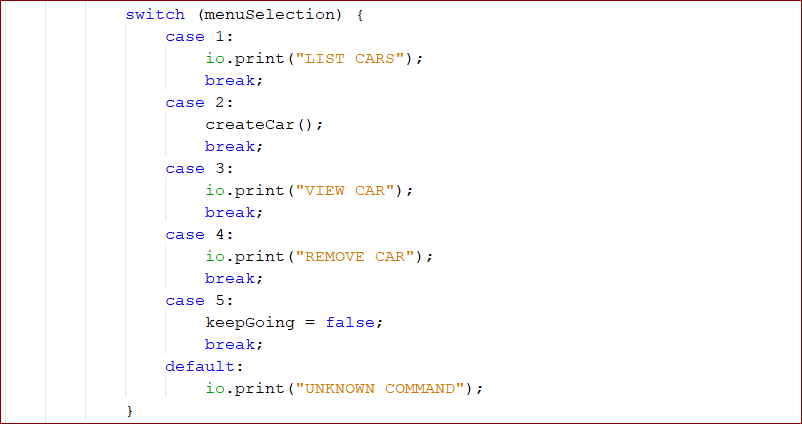 switch (menuSelection) {
case 1:
io.print("LIST CARS");
break;
case 2:
createCar();
break;
case 3:
io.print("VIEW CAR");
break;
case 4:
io.print("REMOVE CAR");
break;
case 5:
keepGoing = false;
break;
default:
io.print("UNKNOWN COMMAND");
}